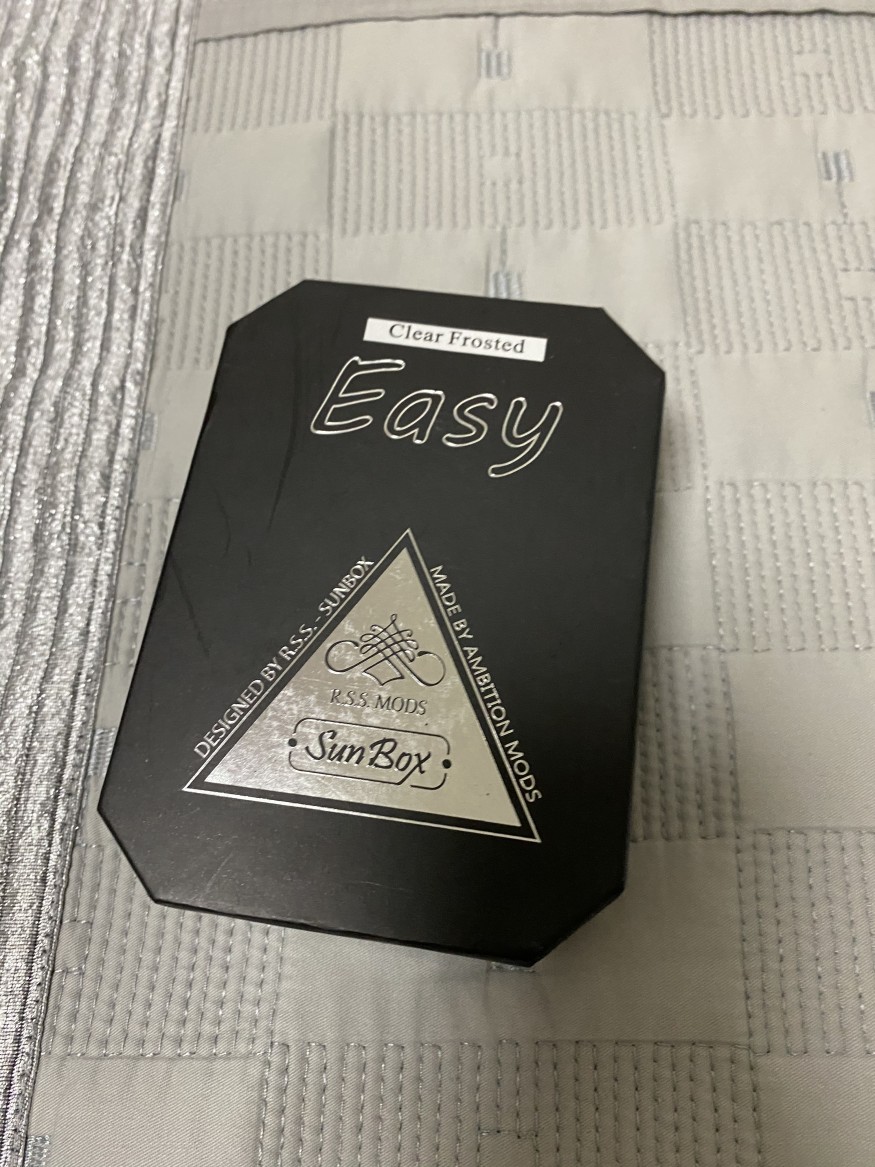 Clear Frosted
Easy
DESIGNED BY R.S.S. - SUNBOX
MADE BY AMBITION MODS
R.S.S. MODS
Sun Box